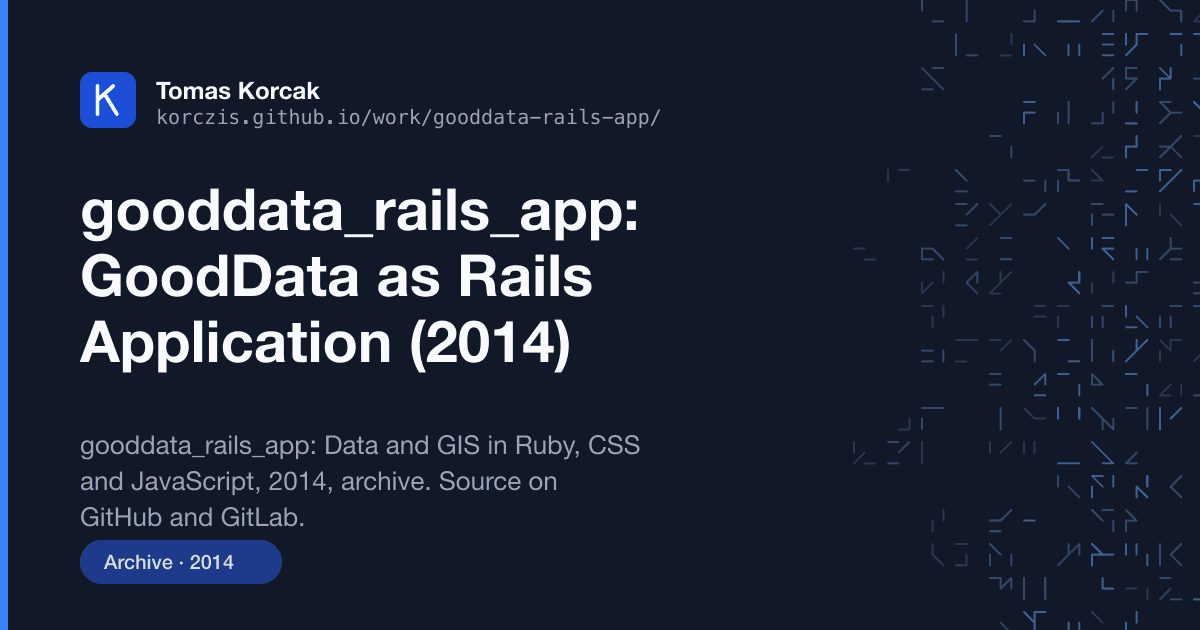 K
Tomas Korcak
korczis.github.io/work/gooddata-rails-app/
gooddata_rails_app:
GoodData as Rails
Application (2014)
gooddata_rails_app: Data and GIS in Ruby, CSS
and JavaScript, 2014, archive. Source on
GitHub and GitLab.
Archive · 2014